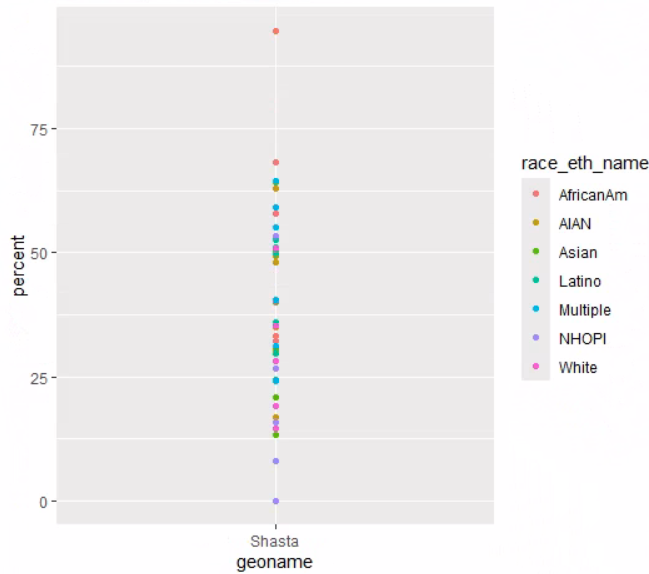 75
50
25
0
percent
Shasta
geoname
race_eth_name
AfricanAm
AIAN
Asian
Latino
Multiple
NHOPI
White